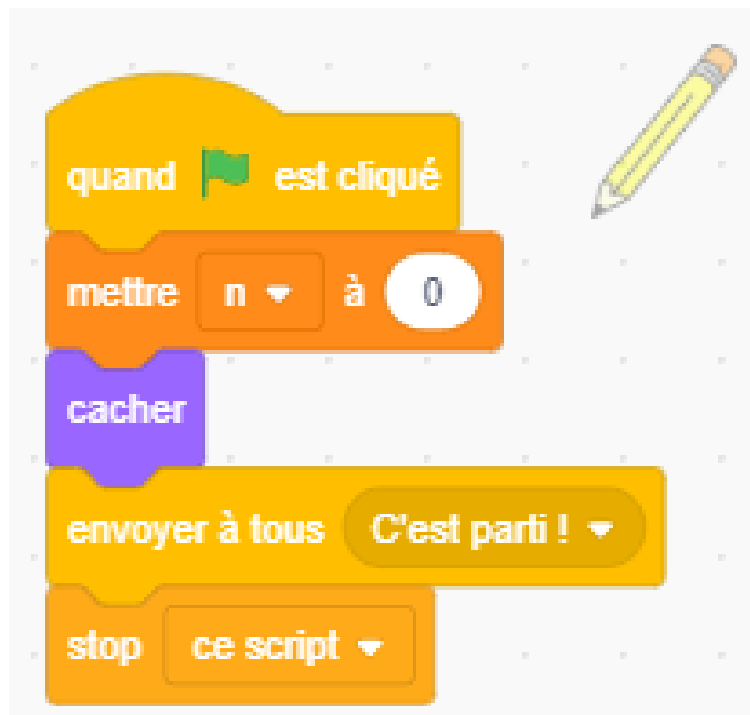 quand est cliqué
mettre n à 0
cacher
envoyer à tous C'est parti !
stop ce script